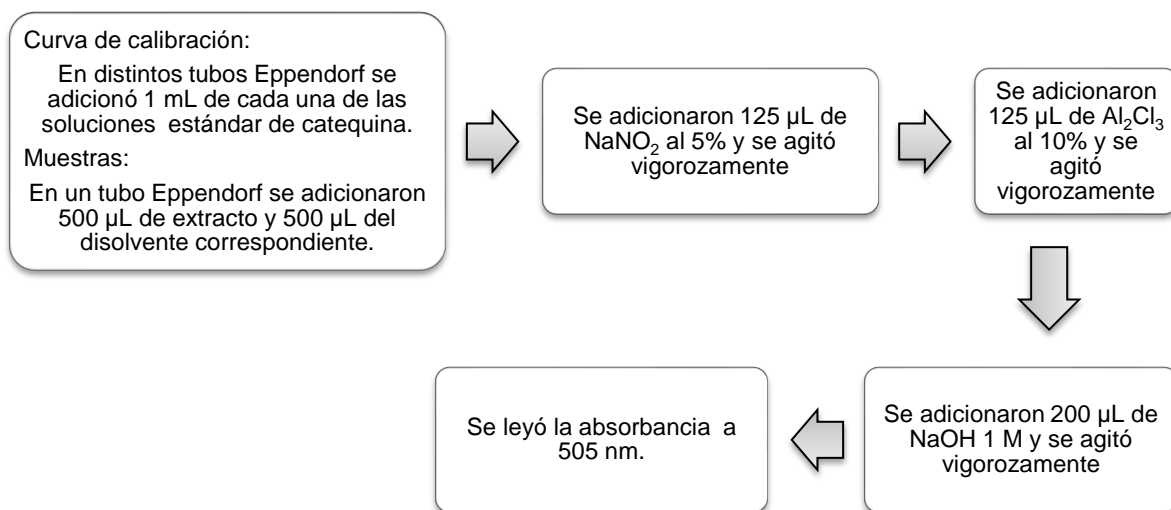 Curva de calibración:
En distintos tubos Eppendorf se
adicionó 1 mL de cada una de las
soluciones estándar de catequina.
Muestras:
En un tubo Eppendorf se adicionaron
500 µL de extracto y 500 µL del
disolvente correspondiente.
Se adicionaron 125 µL de
NaNO₂ al 5% y se agitó
vigorozamente
Se adicionaron
125 µL de Al₂Cl₃
al 10% y se
agitó
vigorozamente
Se adicionaron 200 µL de
NaOH 1 M y se agitó
vigorozamente
Se leyó la absorbancia a
505 nm.